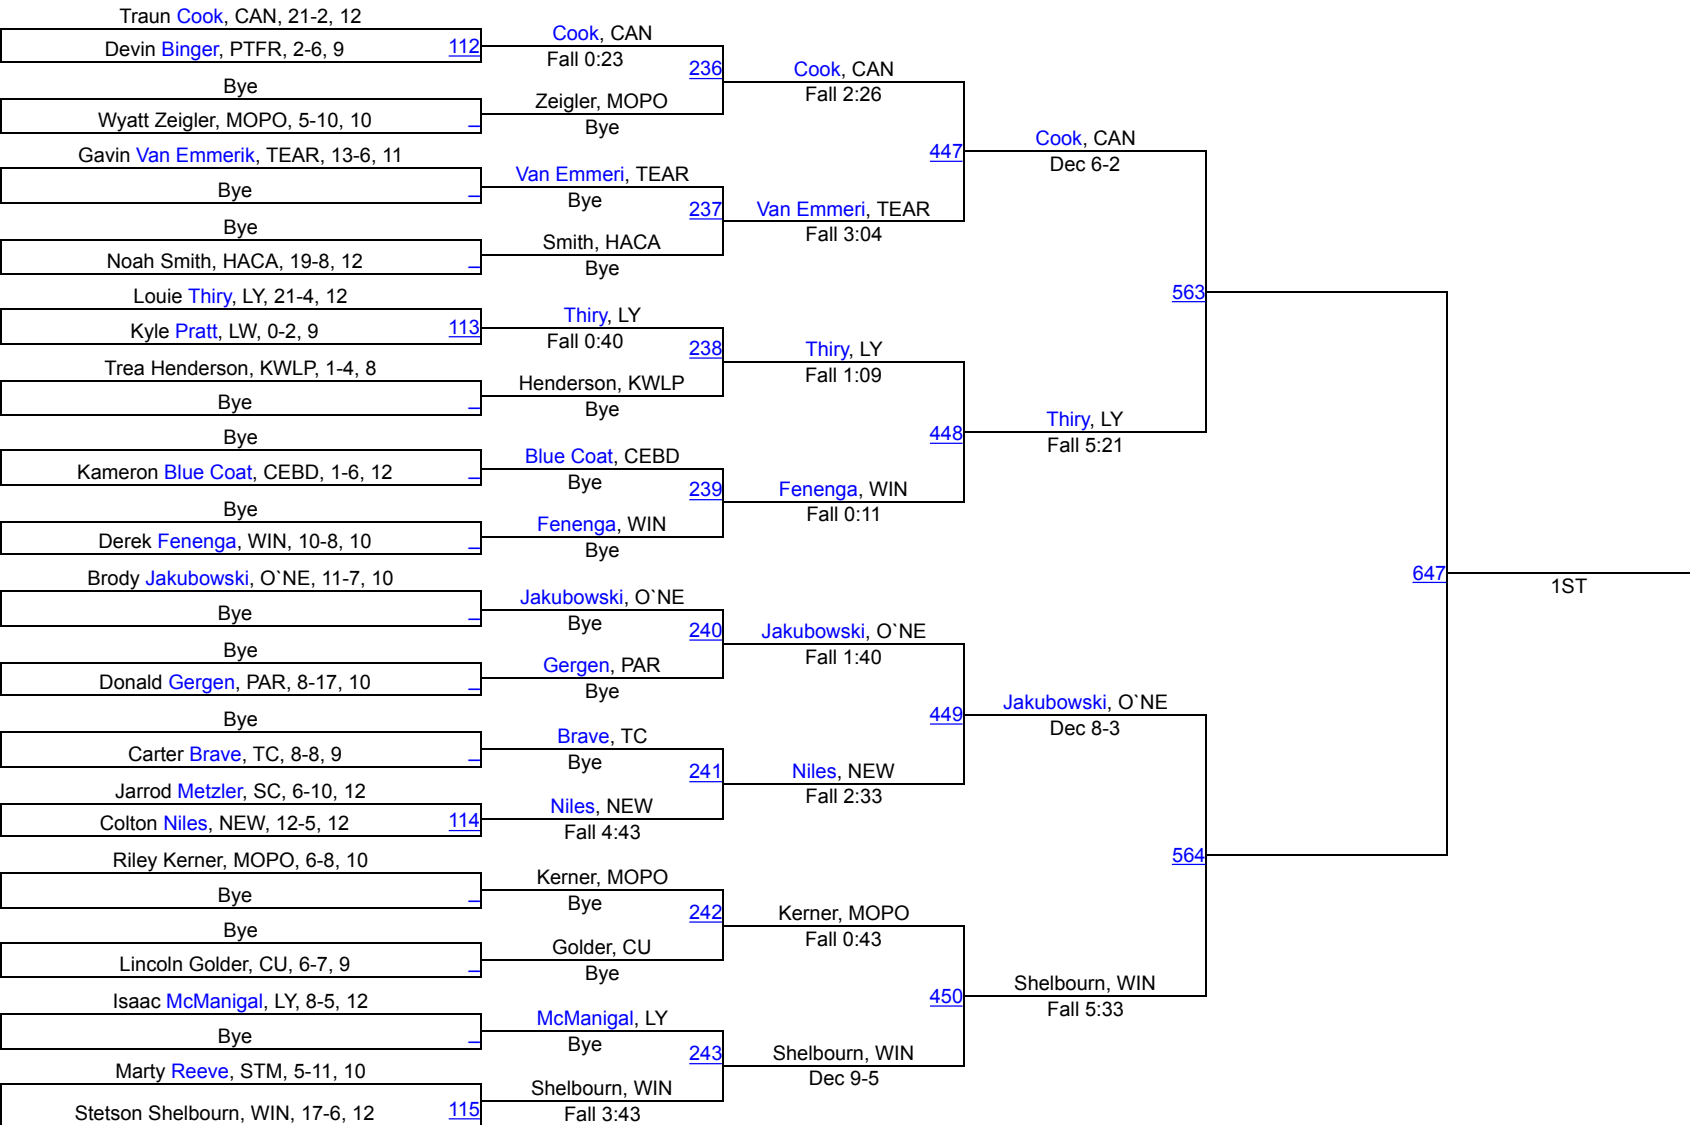 Traun Cook, CAN, 21-2, 12
Devin Binger, PTFR, 2-6, 9
112
Bye
Wyatt Zeigler, MOPO, 5-10, 10
Gavin Van Emmerik, TEAR, 13-6, 11
Bye
Bye
Noah Smith, HACA, 19-8, 12
Louie Thiry, LY, 21-4, 12
Kyle Pratt, LW, 0-2, 9
113
Trea Henderson, KWLP, 1-4, 8
Bye
Bye
Kameron Blue Coat, CEBD, 1-6, 12
Bye
Derek Fenenga, WIN, 10-8, 10
Brody Jakubowski, O`NE, 11-7, 10
Bye
Bye
Donald Gergen, PAR, 8-17, 10
Bye
Carter Brave, TC, 8-8, 9
Jarrod Metzler, SC, 6-10, 12
Colton Niles, NEW, 12-5, 12
114
Riley Kerner, MOPO, 6-8, 10
Bye
Bye
Lincoln Golder, CU, 6-7, 9
Isaac McManigal, LY, 8-5, 12
Bye
Marty Reeve, STM, 5-11, 10
Stetson Shelbourn, WIN, 17-6, 12
115
Cook, CAN
Fall 0:23
236
Zeigler, MOPO
Bye
Van Emmeri, TEAR
Bye
237
Smith, HACA
Bye
Thiry, LY
Fall 0:40
238
Henderson, KWLP
Bye
Blue Coat, CEBD
Bye
239
Fenenga, WIN
Bye
Jakubowski, O`NE
Bye
240
Gergen, PAR
Bye
Brave, TC
Bye
241
Niles, NEW
Fall 4:43
Kerner, MOPO
Bye
242
Golder, CU
Bye
McManigal, LY
Bye
243
Shelbourn, WIN
Fall 3:43
Cook, CAN
Fall 2:26
447
Van Emmeri, TEAR
Fall 3:04
Thiry, LY
Fall 1:09
448
Fenenga, WIN
Fall 0:11
Jakubowski, O`NE
Fall 1:40
449
Niles, NEW
Fall 2:33
Kerner, MOPO
Fall 0:43
450
Shelbourn, WIN
Dec 9-5
Cook, CAN
Dec 6-2
563
Thiry, LY
Fall 5:21
Jakubowski, O`NE
Dec 8-3
564
Shelbourn, WIN
Fall 5:33
647
1ST